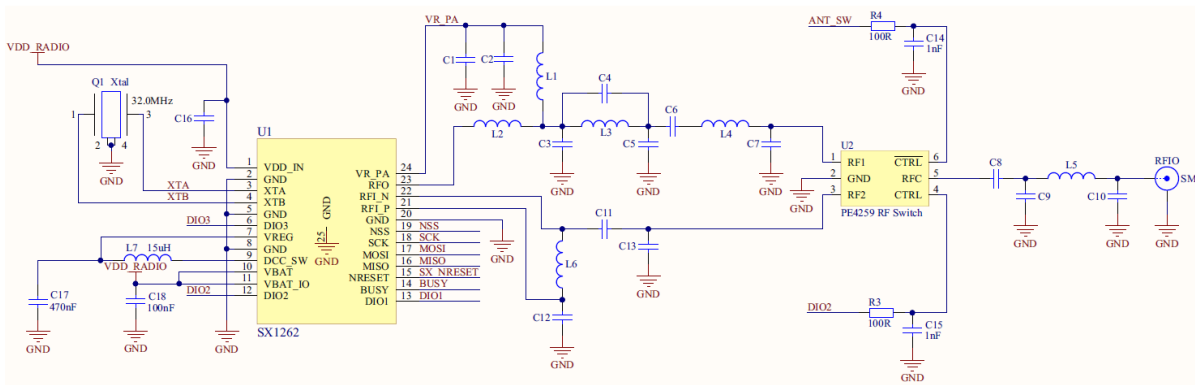 VR_PA
ANT_SW
R4
100R
C14
1nF
GND
VDD_RADIO
C1
C2
GND
GND
L1
C4
Q1 Xtal
32.0MHz
1
3
2
4
GND
C16
GND
U1
L2
L3
C6
L4
C3
C5
C7
GND
GND
GND
U2
1
RF1
CTRL
6
2
GND
RFC
5
3
RF2
CTRL
4
PE4259 RF Switch
GND
C8
L5
RFIO
SM
C9
C10
GND
GND
GND
1
VDD_IN
2
GND
XTA
3
XTA
XTB
4
XTB
5
GND
DIO3
6
DIO3
7
VREG
8
GND
9
DCC_SW
10
VBAT
11
VBAT_IO
DIO2
12
DIO2
GND
25
GND
VR_PA
24
RFO
23
RFI_N
22
RFI_P
21
GND
20
NSS
19
NSS
SCK
18
SCK
MOSI
17
MOSI
MISO
16
MISO
NRESET
15
SX_NRESET
BUSY
14
BUSY
DIO1
13
DIO1
SX1262
GND
L7
15uH
VDD_RADIO
C17
470nF
C18
100nF
GND
GND
GND
C11
C13
GND
L6
C12
GND
DIO2
R3
100R
C15
1nF
GND